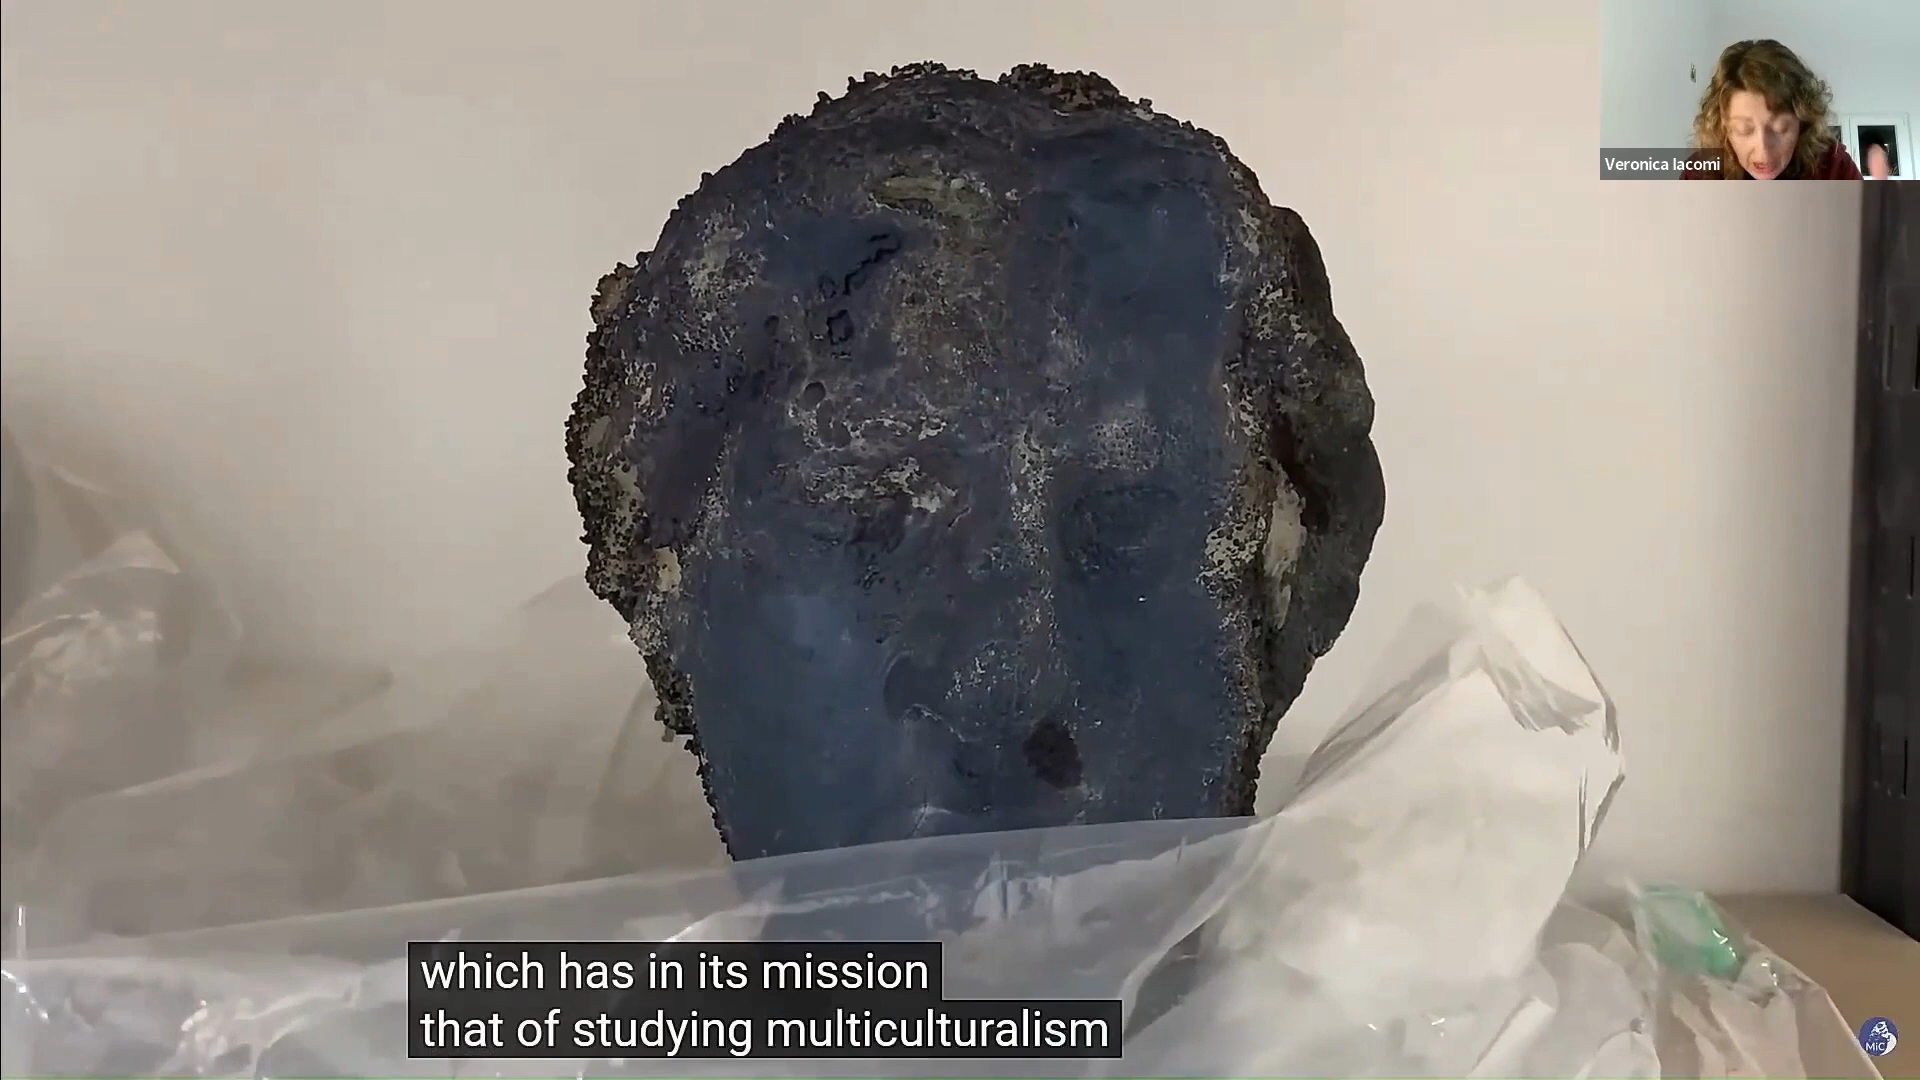 Veronica Iacomi
which has in its mission
that of studying multiculturalism
MiC